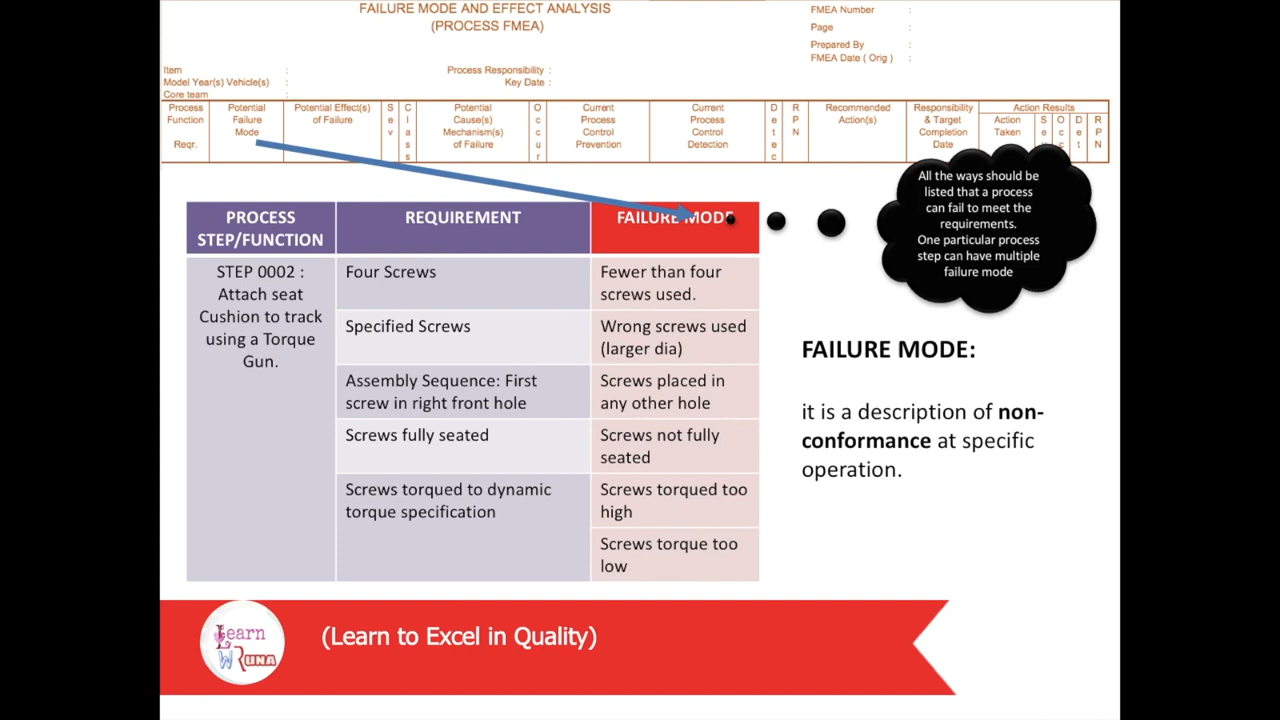 FAILURE MODE AND EFFECT ANALYSIS
(PROCESS FMEA)
FMEA Number :
Page :
Prepared By :
FMEA Date ( Orig ) :
Item :
Model Year(s) Vehicle(s) :
Core team :
Process Responsibility :
Key Date :
Process
Function
Reqr.
Potential
Failure
Mode
Potential Effect(s)
of Failure
S
e
v
C
l
a
s
s
Potential
Cause(s)
Mechanism(s)
of Failure
O
c
c
u
r
Current
Process
Control
Prevention
Current
Process
Control
Detection
D
e
t
e
c
R
P
N
Recommended
Action(s)
Responsibility
& Target
Completion
Date
Action Results
Action
Taken
S
e
O
c
D
e
t
R
P
N
All the ways should be
listed that a process
can fail to meet the
requirements.
One particular process
step can have multiple
failure mode
PROCESS
STEP/FUNCTION
REQUIREMENT
FAILURE MODE
STEP 0002 :
Attach seat
Cushion to track
using a Torque
Gun.
Four Screws
Fewer than four
screws used.
Specified Screws
Wrong screws used
(larger dia)
Assembly Sequence: First
screw in right front hole
Screws placed in
any other hole
Screws fully seated
Screws not fully
seated
Screws torqued to dynamic
torque specification
Screws torqued too
high
Screws torque too
low
FAILURE MODE:
it is a description of non-
conformance at specific
operation.
Learn
W RUNA
(Learn to Excel in Quality)